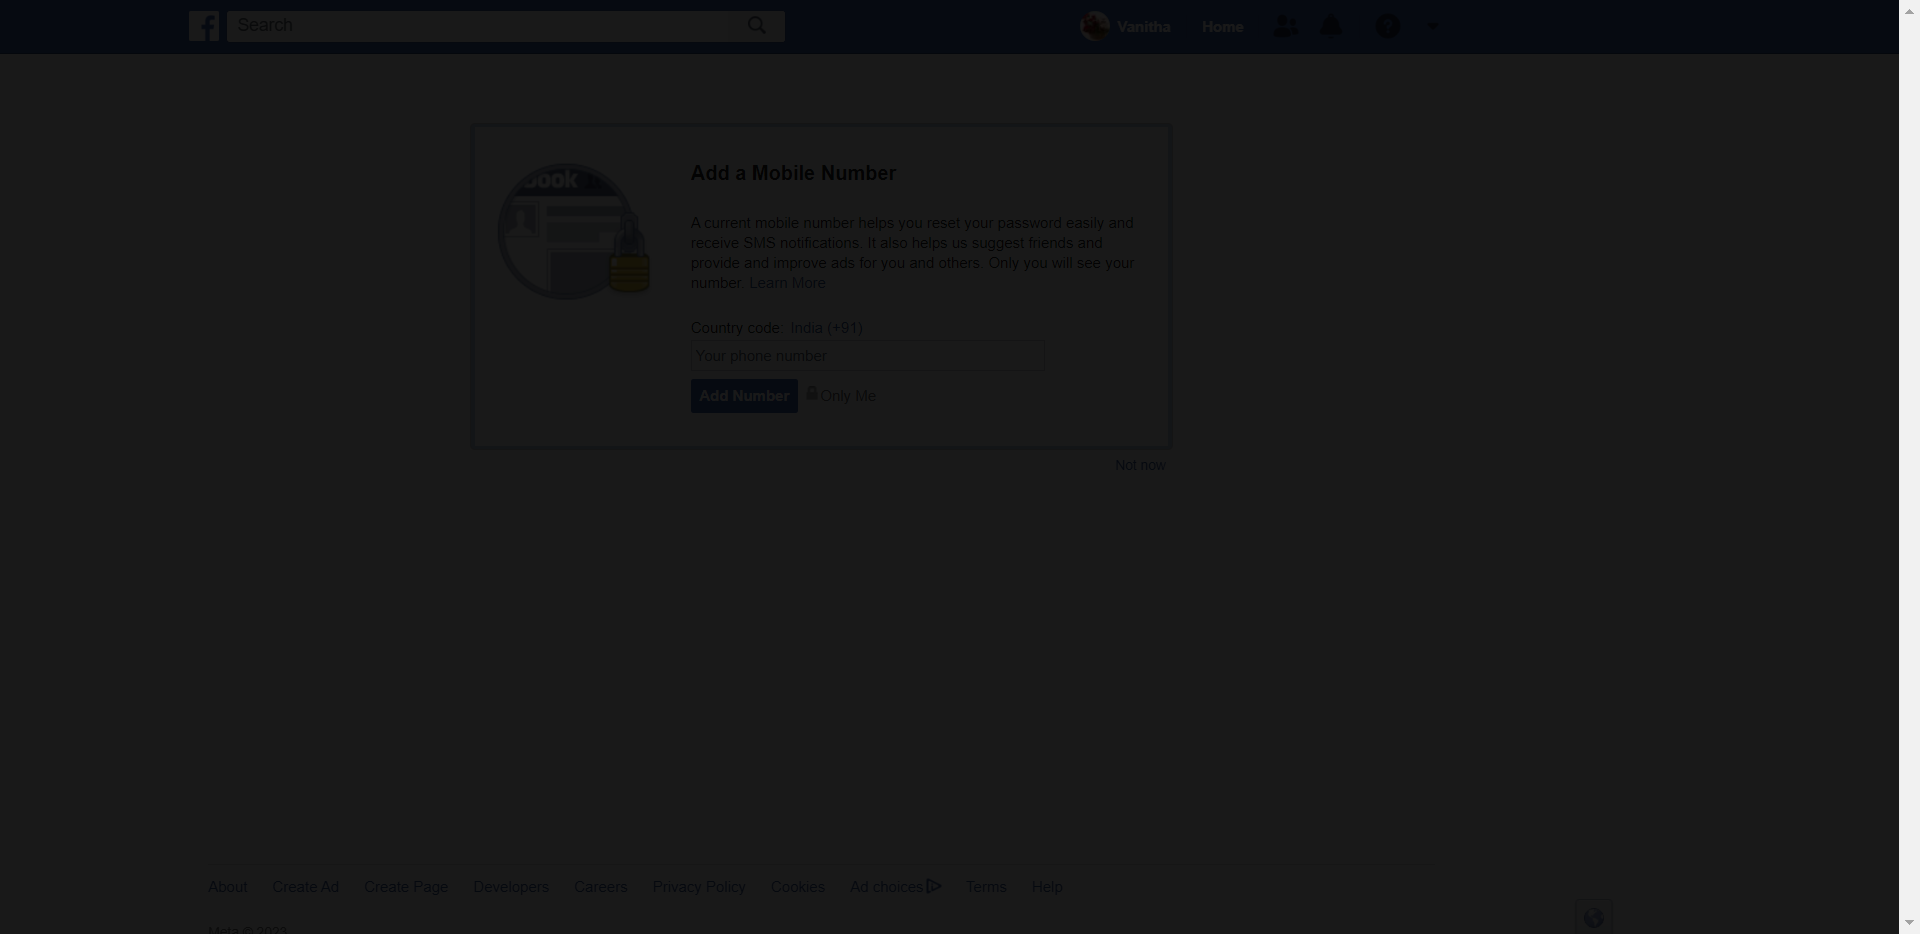 Search
Vanitha
Home
book
Add a Mobile Number
A current mobile number helps you reset your password easily and
receive SMS notifications. It also helps us suggest friends and
provide and improve ads for you and others. Only you will see your
number. Learn More
Country code: India (+91)
Your phone number
Add Number
Only Me
Not now
About Create Ad Create Page Developers Careers Privacy Policy Cookies Ad choices Terms Help
Meta © 2023